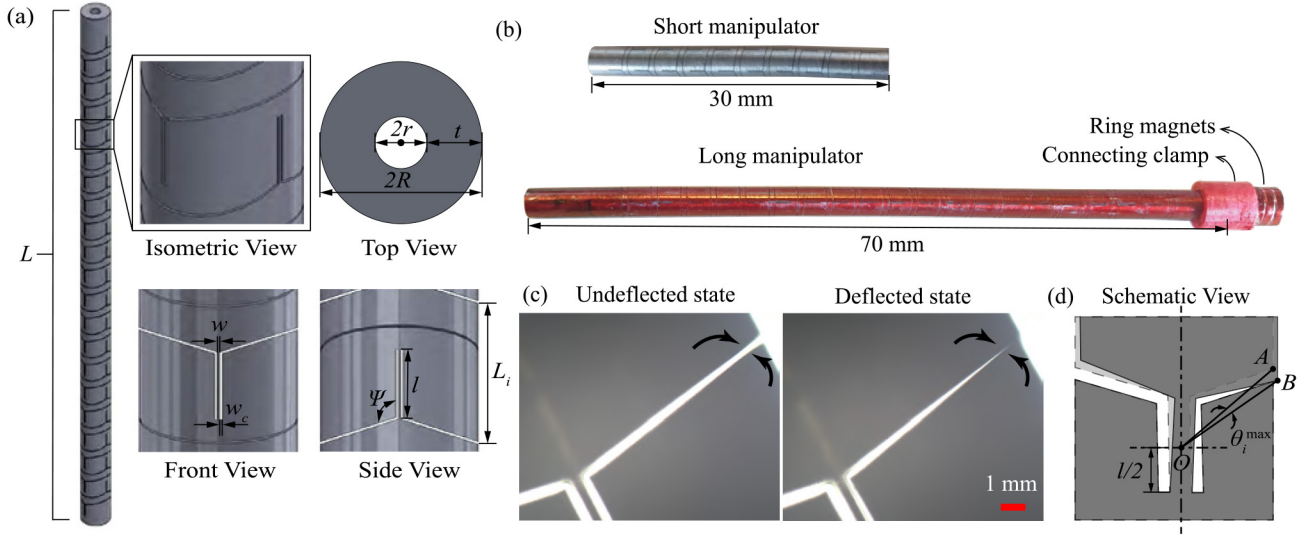 (a)
L
Isometric View
2r
t
2R
Top View
w
w_c
Front View
Ψ
l
L_i
Side View
(b)
Short manipulator
30 mm
Ring magnets
Connecting clamp
Long manipulator
70 mm
(c)
Undeflected state
Deflected state
1 mm
(d)
Schematic View
A
B
θ_i^max
O
l/2